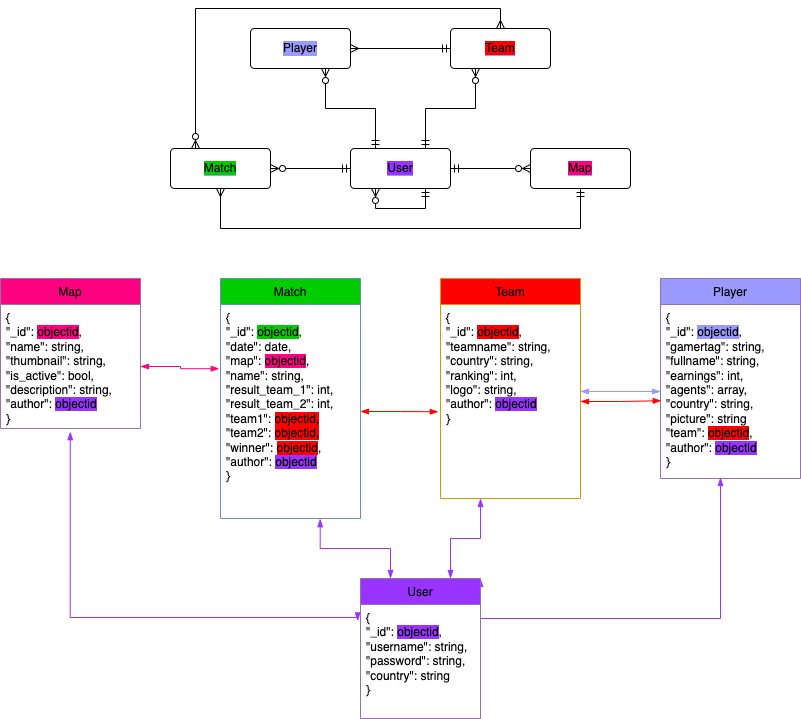 Player
Team
Match
User
Map
Map
{
"_id": objectid,
"name": string,
"thumbnail": string,
"is_active": bool,
"description": string,
"author": objectid
}
Match
{
"_id": objectid,
"date": date,
"map": objectid,
"name": string,
"result_team_1": int,
"result_team_2": int,
"team1": objectid,
"team2": objectid,
"winner": objectid,
"author": objectid
}
Team
{
"_id": objectid,
"teamname": string,
"country": string,
"ranking": int,
"logo": string,
"author": objectid
}
Player
{
"_id": objectid,
"gamertag": string,
"fullname": string,
"earnings": int,
"agents": array,
"country": string,
"picture": string
"team": objectid,
"author": objectid
}
User
{
"_id": objectid,
"username": string,
"password": string,
"country": string
}